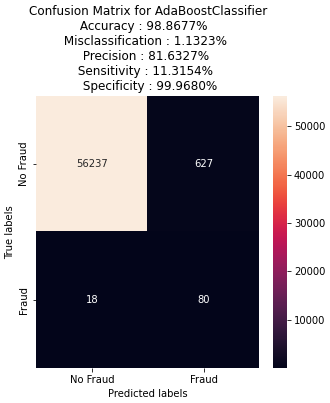 Confusion Matrix for AdaBoostClassifier
Accuracy : 98.8677%
Misclassification : 1.1323%
Precision : 81.6327%
Sensitivity : 11.3154%
Specificity : 99.9680%
True labels
No Fraud
56237
627
Fraud
18
80
No Fraud
Fraud
Predicted labels
50000
40000
30000
20000
10000